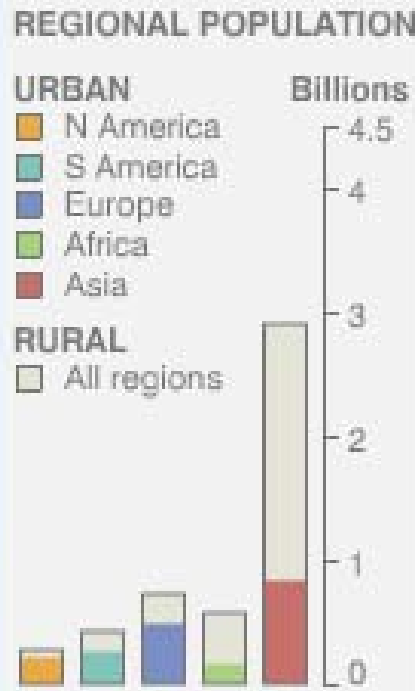 REGIONAL POPULATION
URBAN
N America
S America
Europe
Africa
Asia
RURAL
All regions
Billions
4.5
4
3
2
1
0